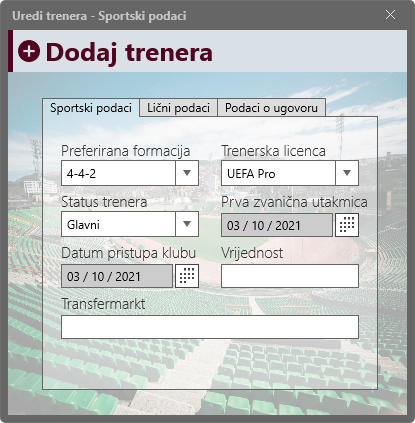 Uredi trenera - Sportski podaci
Dodaj trenera
Sportski podaci Lični podaci Podaci o ugovoru
Preferirana formacija Trenerska licenca
4-4-2 UEFA Pro
Status trenera Prva zvanična utakmica
Glavni 03 / 10 / 2021
Datum pristupa klubu Vrijednost
03 / 10 / 2021
Transfermarkt